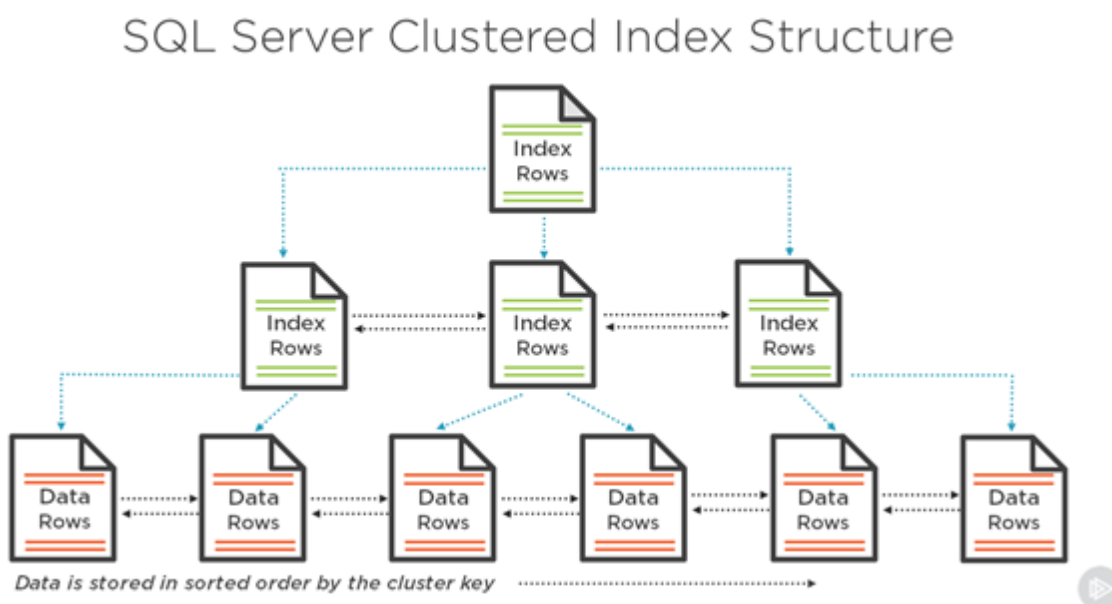 SQL Server Clustered Index Structure
Index
Rows
Index
Rows
Index
Rows
Index
Rows
Data
Rows
Data
Rows
Data
Rows
Data
Rows
Data
Rows
Data
Rows
Data is stored in sorted order by the cluster key